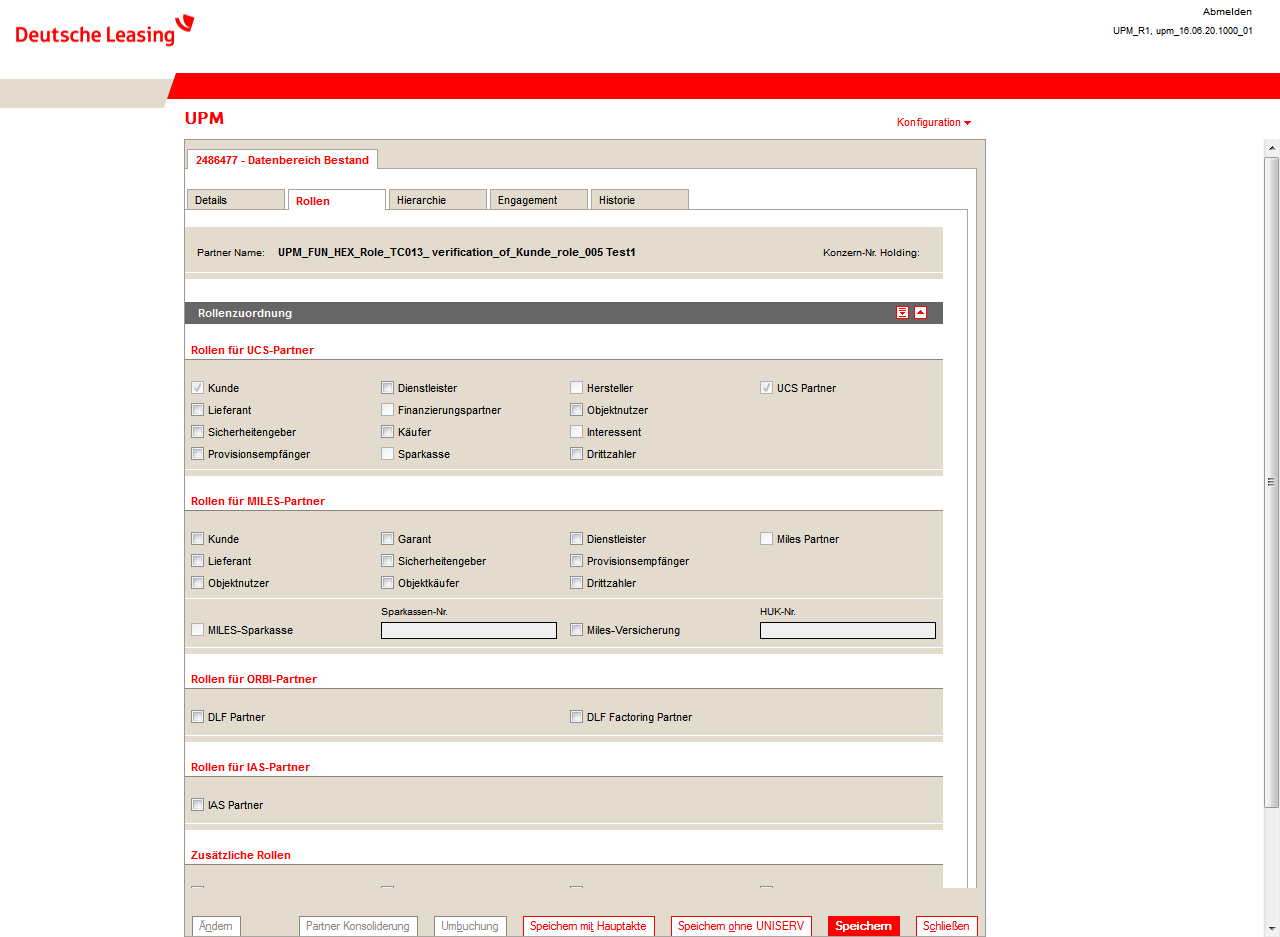 Deutsche Leasing
Abmelden
UPM_R1, upm_16.06.20.1000_01
UPM
Konfiguration
2486477 - Datenbereich Bestand
Details Rollen Hierarchie Engagement Historie
Partner Name: UPM_FUN_HEX_Role_TC013_ verification_of_Kunde_role_005 Test1 Konzern-Nr. Holding:
Rollenzuordnung
Rollen für UCS-Partner
Kunde Dienstleister Hersteller UCS Partner
Lieferant Finanzierungspartner Objektnutzer
Sicherheitengeber Käufer Interessent
Provisionsempfänger Sparkasse Drittzahler
Rollen für MILES-Partner
Kunde Garant Dienstleister Miles Partner
Lieferant Sicherheitengeber Provisionsempfänger
Objektnutzer Objektkäufer Drittzahler
Sparkassen-Nr. HUK-Nr.
MILES-Sparkasse Miles-Versicherung
Rollen für ORBI-Partner
DLF Partner DLF Factoring Partner
Rollen für IAS-Partner
IAS Partner
Zusätzliche Rollen
Ändern Partner Konsoliderung Umbuchung Speichern mit Hauptakte Speichern ohne UNISERV Speichern Schließen